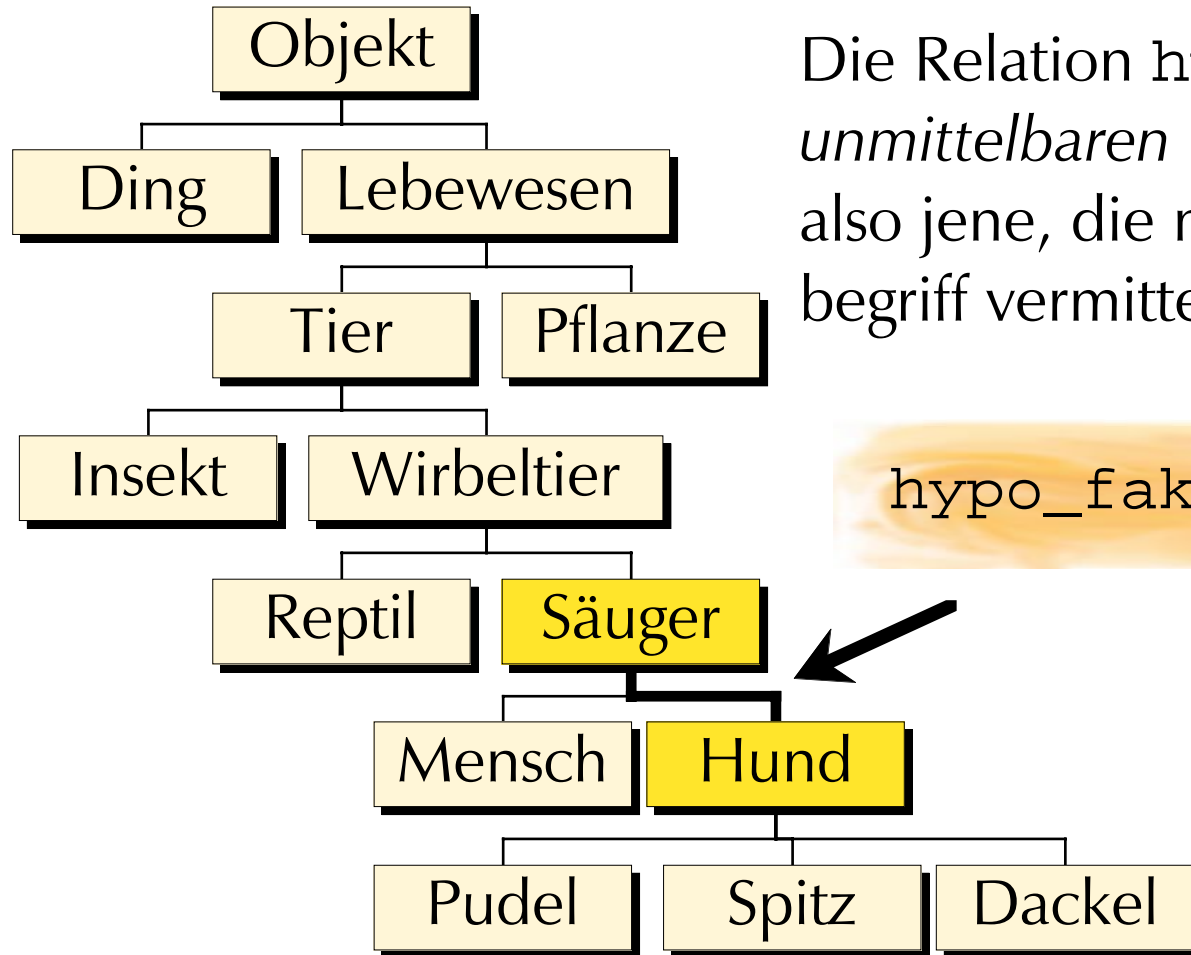 Objekt
Ding Lebewesen
Tier Pflanze
Insekt Wirbeltier
Reptil Säuger
Mensch Hund
Pudel Spitz Dackel
Die Relation
unmittelbaren
also jene, die
begriff
hypo_fak